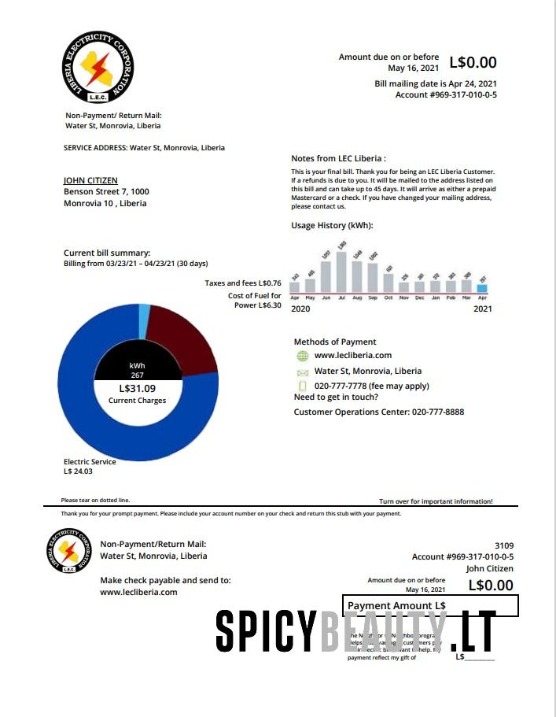 LIBERIA ELECTRICITY CORPORATION
L.E.C.
Amount due on or before
May 16, 2021
L$0.00
Bill mailing date is Apr 24, 2021
Account #969-317-010-0-5
Non-Payment/ Return Mail:
Water St, Monrovia, Liberia
SERVICE ADDRESS: Water St, Monrovia, Liberia
JOHN CITIZEN
Benson Street 7, 1000
Monrovia 10 , Liberia
Notes from LEC Liberia :
This is your final bill. Thank you for being an LEC Liberia Customer.
If a refunds is due to you. It will be mailed to the address listed on
this bill and can take up to 45 days. It will arrive as either a prepaid
Mastercard or a check. If you have changed your mailing address,
please contact us.
Usage History (kWh):
Apr May Jun Jul Aug Sep Oct Nov Dec Jan Feb Mar Apr
2020 2021
Current bill summary:
Billing from 03/23/21 – 04/23/21 (30 days)
Taxes and fees L$0.76
Cost of Fuel for
Power L$6.30
kWh
267
L$31.09
Current Charges
Electric Service
L$ 24.03
Methods of Payment
www.lecliberia.com
Water St, Monrovia, Liberia
020-777-7778 (fee may apply)
Need to get in touch?
Customer Operations Center: 020-777-8888
Please tear on dotted line.
Turn over for important information!
Thank you for your prompt payment. Please include your account number on your check and return this stub with your payment.
LIBERIA ELECTRICITY CORPORATION
L.E.C.
Non-Payment/Return Mail:
Water St, Monrovia, Liberia
Make check payable and send to:
www.lecliberia.com
3109
Account #969-317-010-0-5
John Citizen
Amount due on or before
May 16, 2021
L$0.00
Payment Amount L$
SPICYBEAUTY.LT
payment reflect my gift of L$______